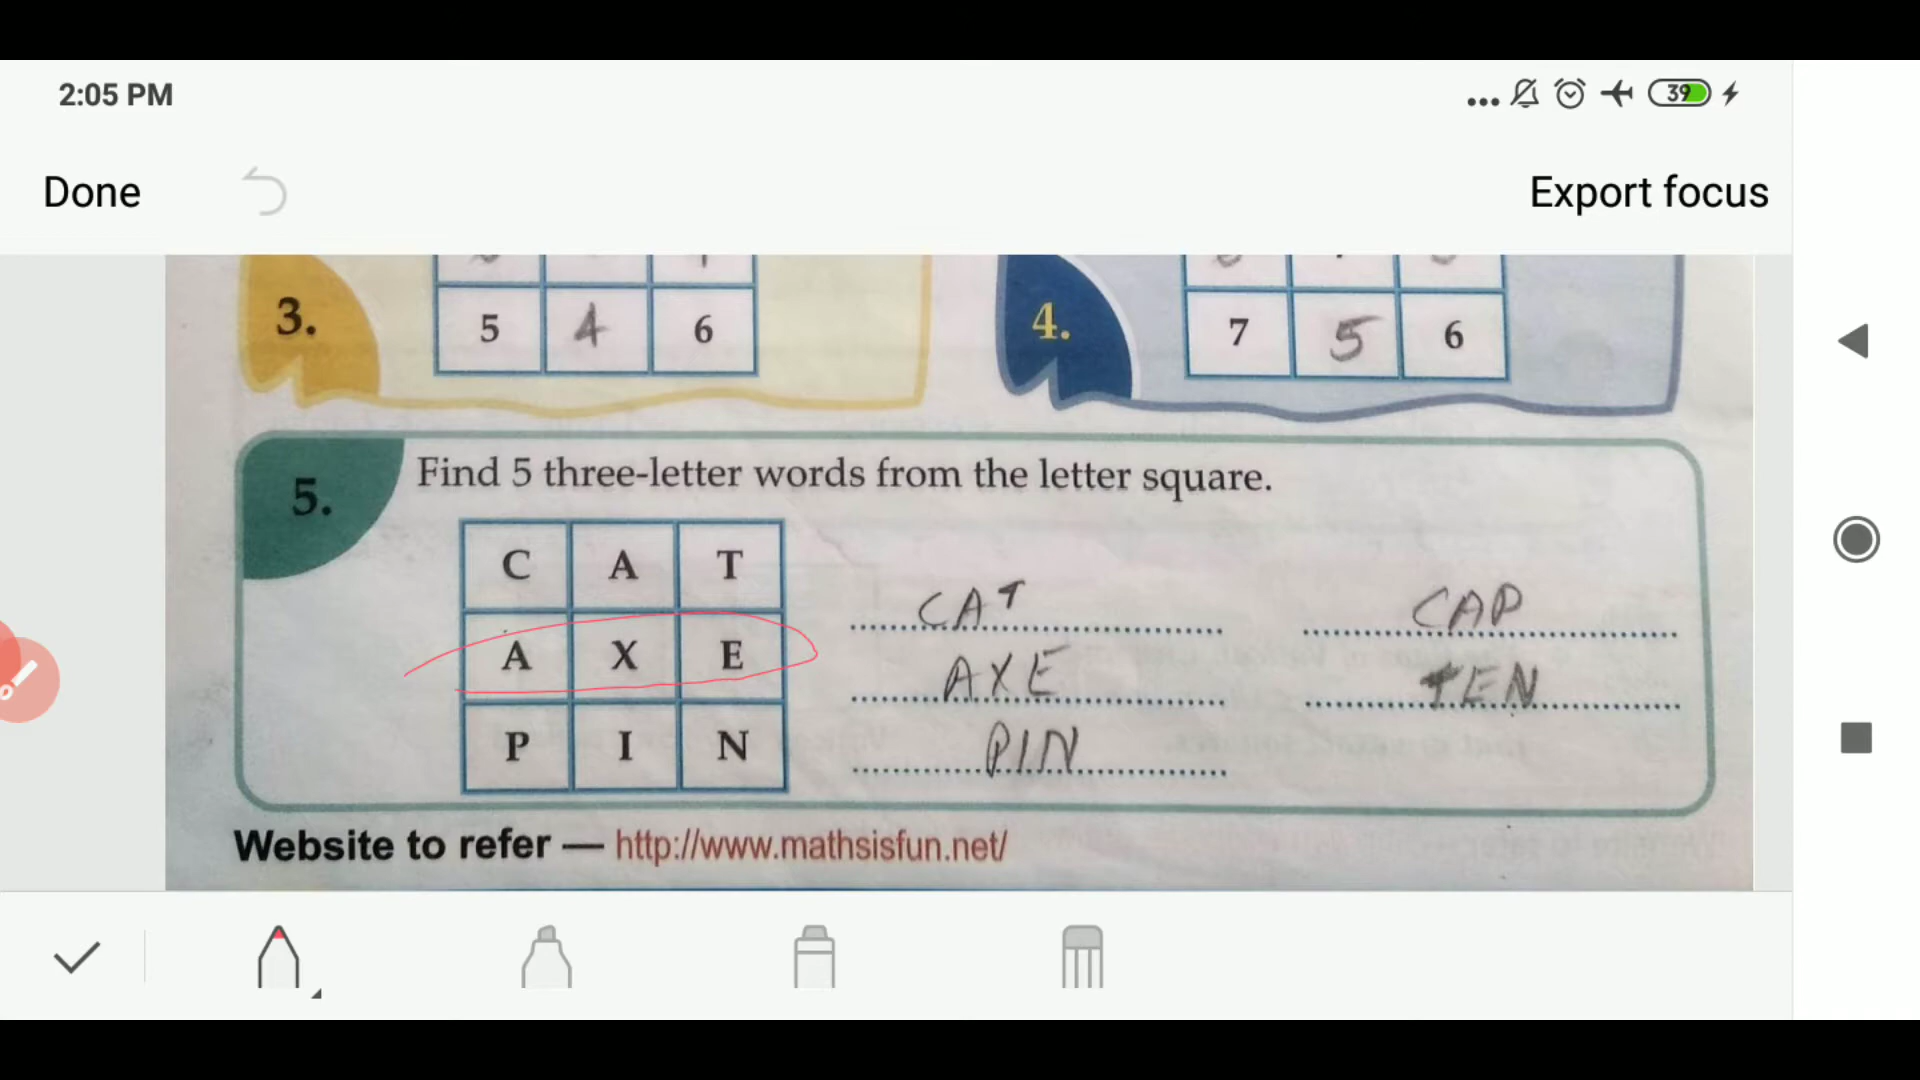 2:05 PM
39
Done
Export focus
3.
5 4 6
4.
7 5 6
5.
Find 5 three-letter words from the letter square.
C A T
A X E
P I N
CAT
CAP
AXE
TEN
PIN
Website to refer — http://www.mathsisfun.net/